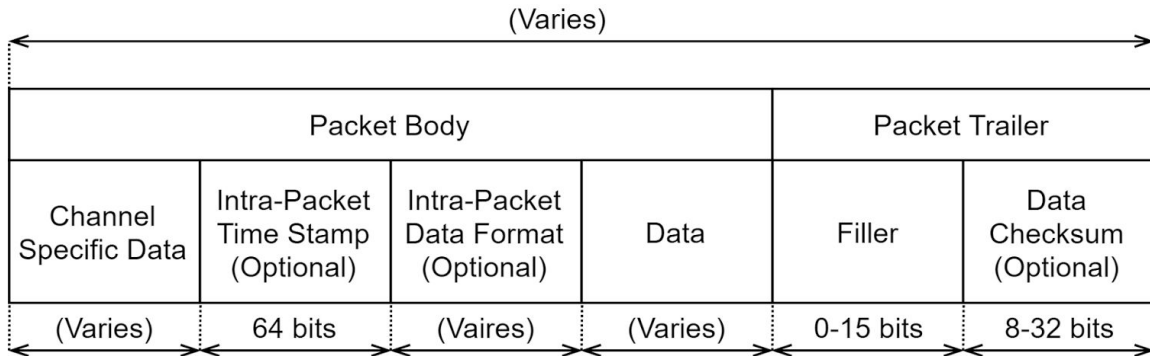 (Varies)
Packet Body
Packet Trailer
Channel
Specific Data
Intra-Packet
Time Stamp
(Optional)
Intra-Packet
Data Format
(Optional)
Data
Filler
Data
Checksum
(Optional)
(Varies)
64 bits
(Vaires)
(Varies)
0-15 bits
8-32 bits